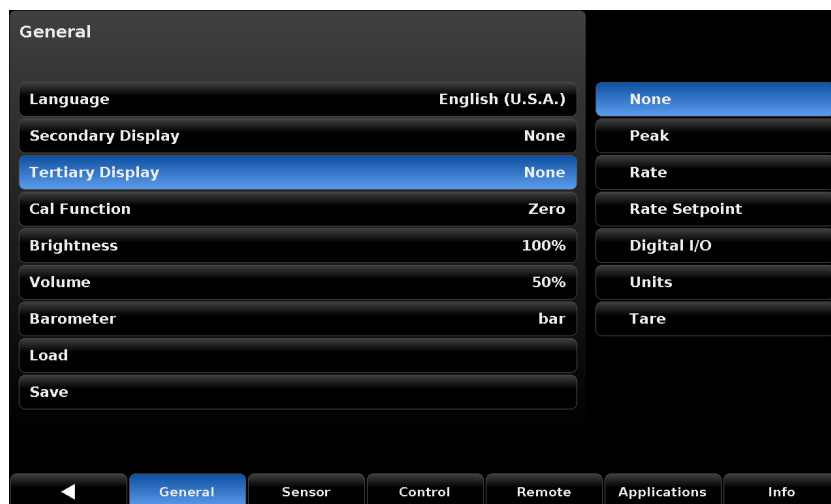 General
Language English (U.S.A.)
Secondary Display None
Tertiary Display None
Cal Function Zero
Brightness 100%
Volume 50%
Barometer bar
Load
Save
None
Peak
Rate
Rate Setpoint
Digital I/O
Units
Tare
General Sensor Control Remote Applications Info